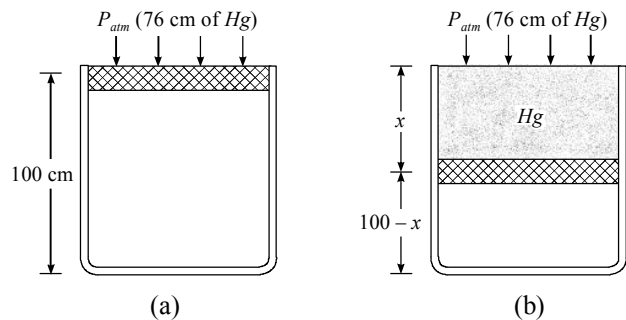 P_atm (76 cm of Hg)
100 cm
(a)
P_atm (76 cm of Hg)
Hg
x
100 – x
(b)